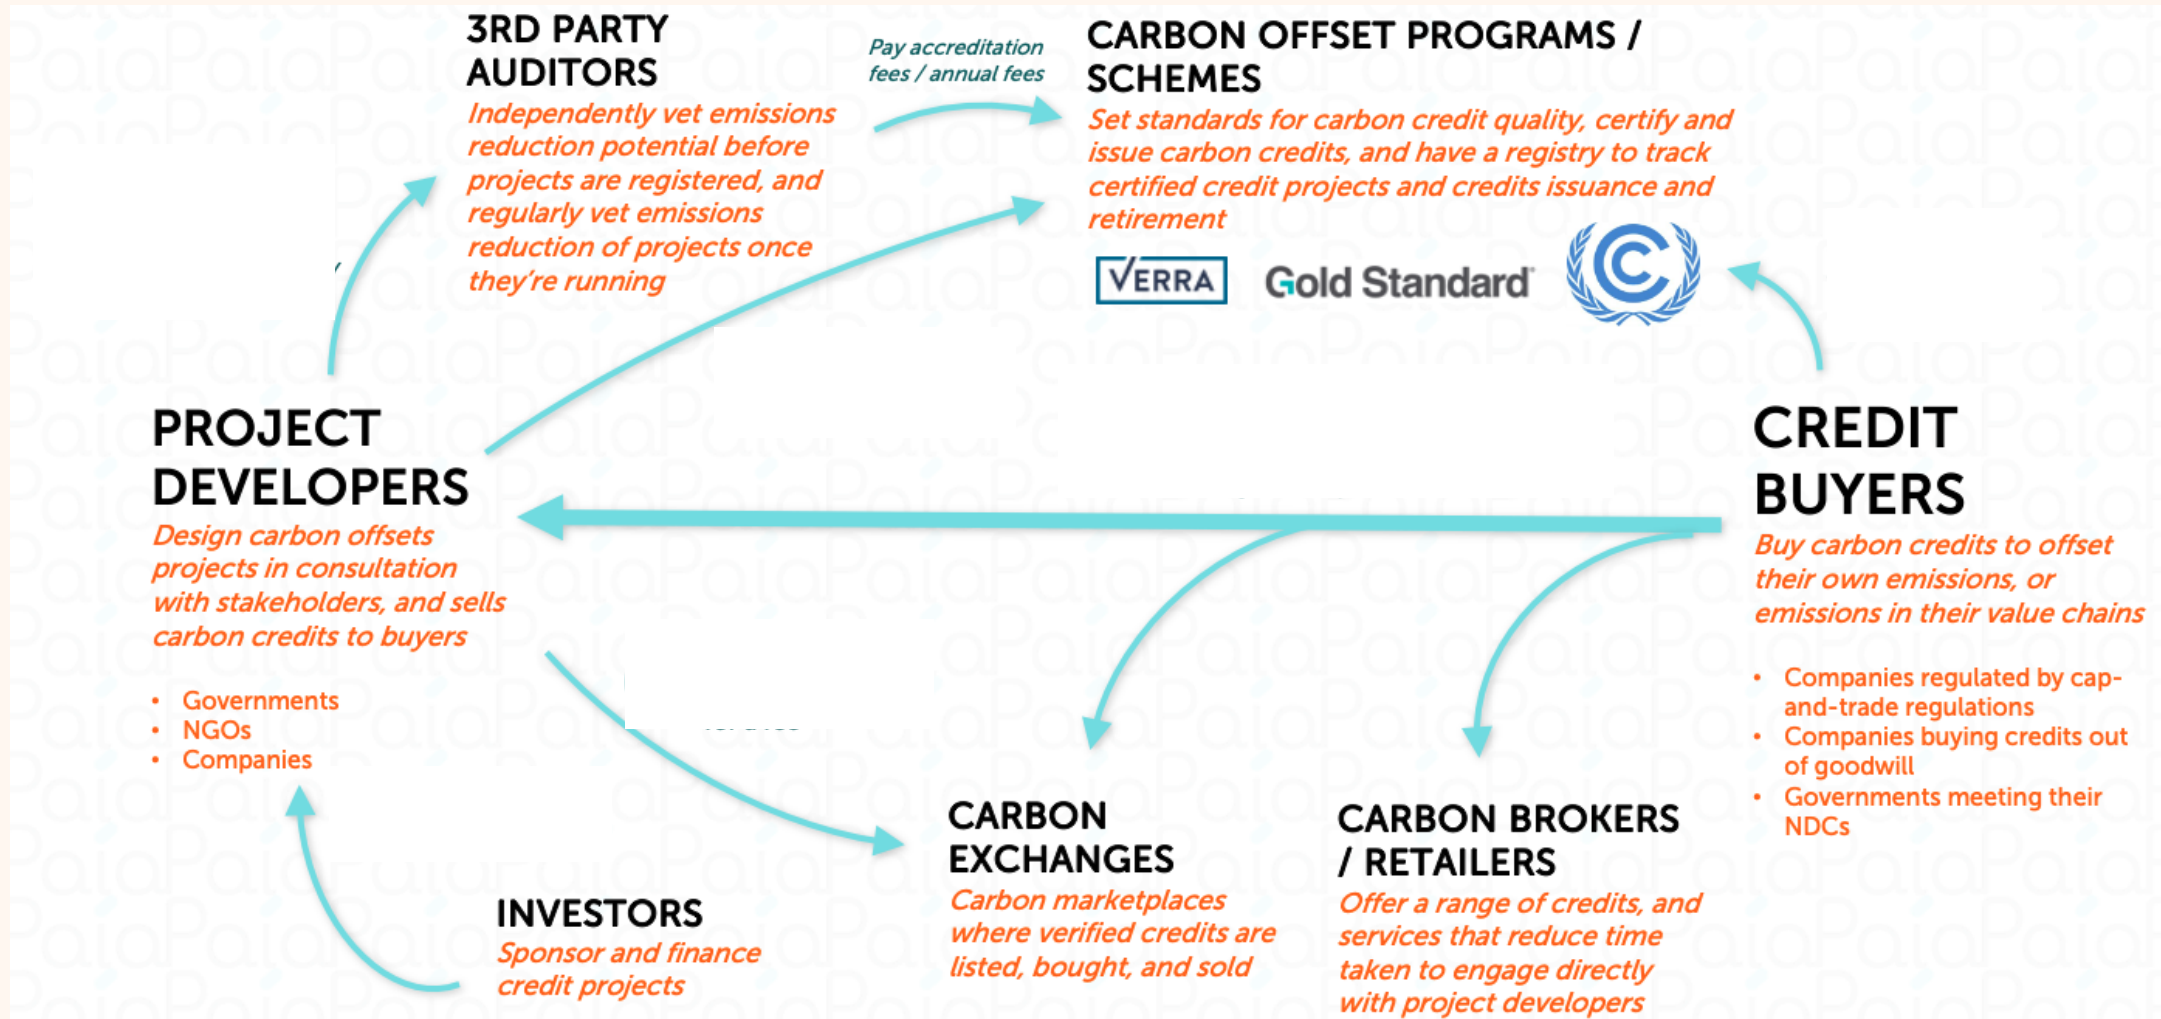 3RD PARTY
AUDITORS
Independently vet emissions
reduction potential before
projects are registered, and
regularly vet emissions
reduction of projects once
they're running
Pay accreditation
fees / annual fees
CARBON OFFSET PROGRAMS /
SCHEMES
Set standards for carbon credit quality, certify and
issue carbon credits, and have a registry to track
certified credit projects and credits issuance and
retirement
VERRA
Gold Standard
PROJECT
DEVELOPERS
Design carbon offsets
projects in consultation
with stakeholders, and sells
carbon credits to buyers
• Governments
• NGOs
• Companies
CREDIT
BUYERS
Buy carbon credits to offset
their own emissions, or
emissions in their value chains
• Companies regulated by cap-
and-trade regulations
• Companies buying credits out
of goodwill
• Governments meeting their
NDCs
INVESTORS
Sponsor and finance
credit projects
CARBON
EXCHANGES
Carbon marketplaces
where verified credits are
listed, bought, and sold
CARBON BROKERS
/ RETAILERS
Offer a range of credits, and
services that reduce time
taken to engage directly
with project developers